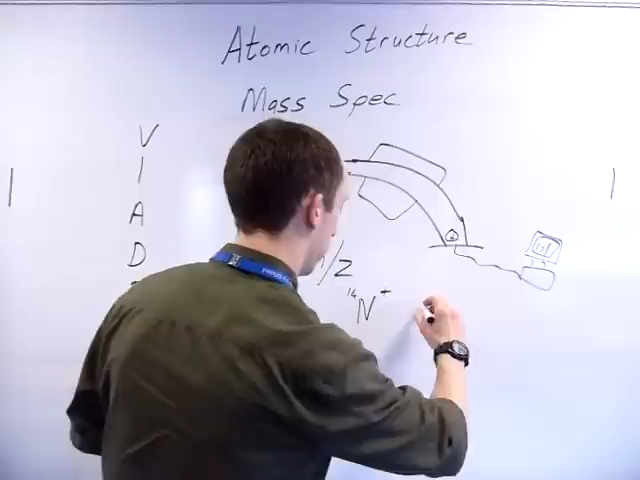 Atomic Structure
Mass Spec
V
I
A
D
/Z
¹⁴N⁺